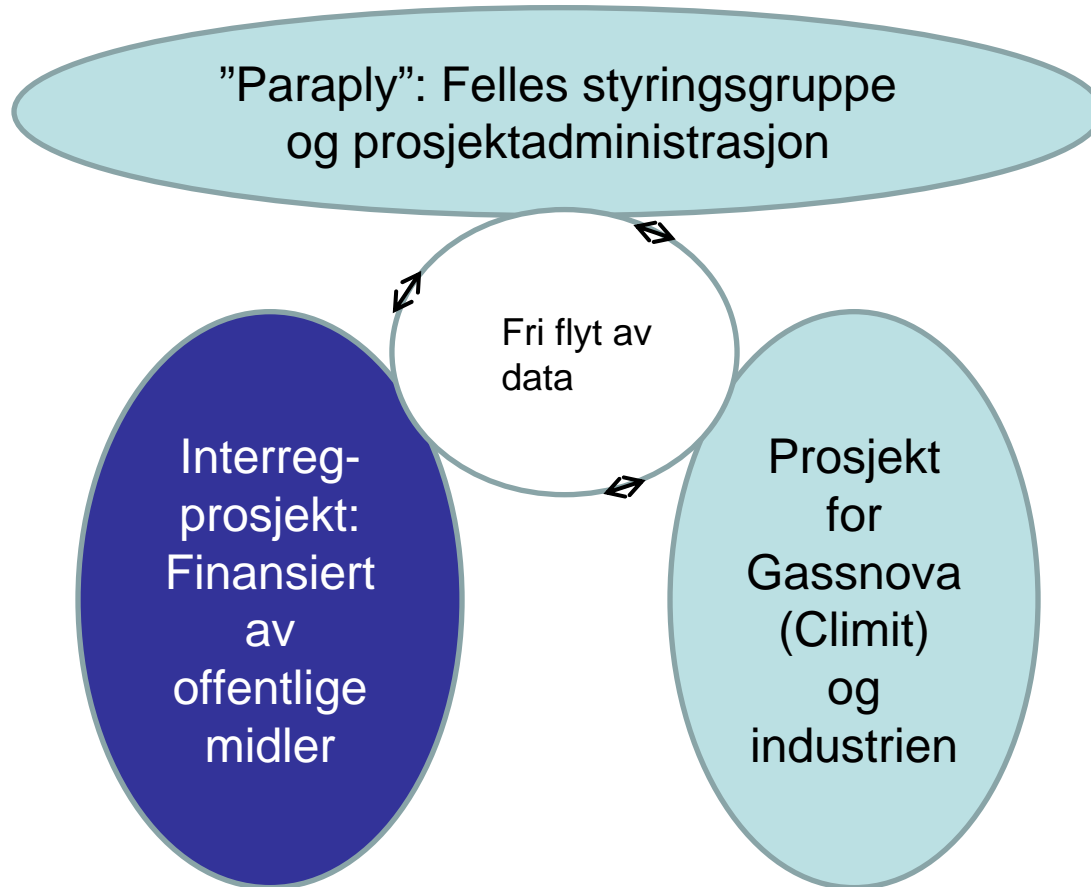 ”Paraply”: Felles styringsgruppe
og prosjektadministrasjon
Fri flyt av
data
Interreg-
prosjekt:
Finansiert
av
offentlige
midler
Prosjekt
for
Gassnova
(Climit)
og
industrien